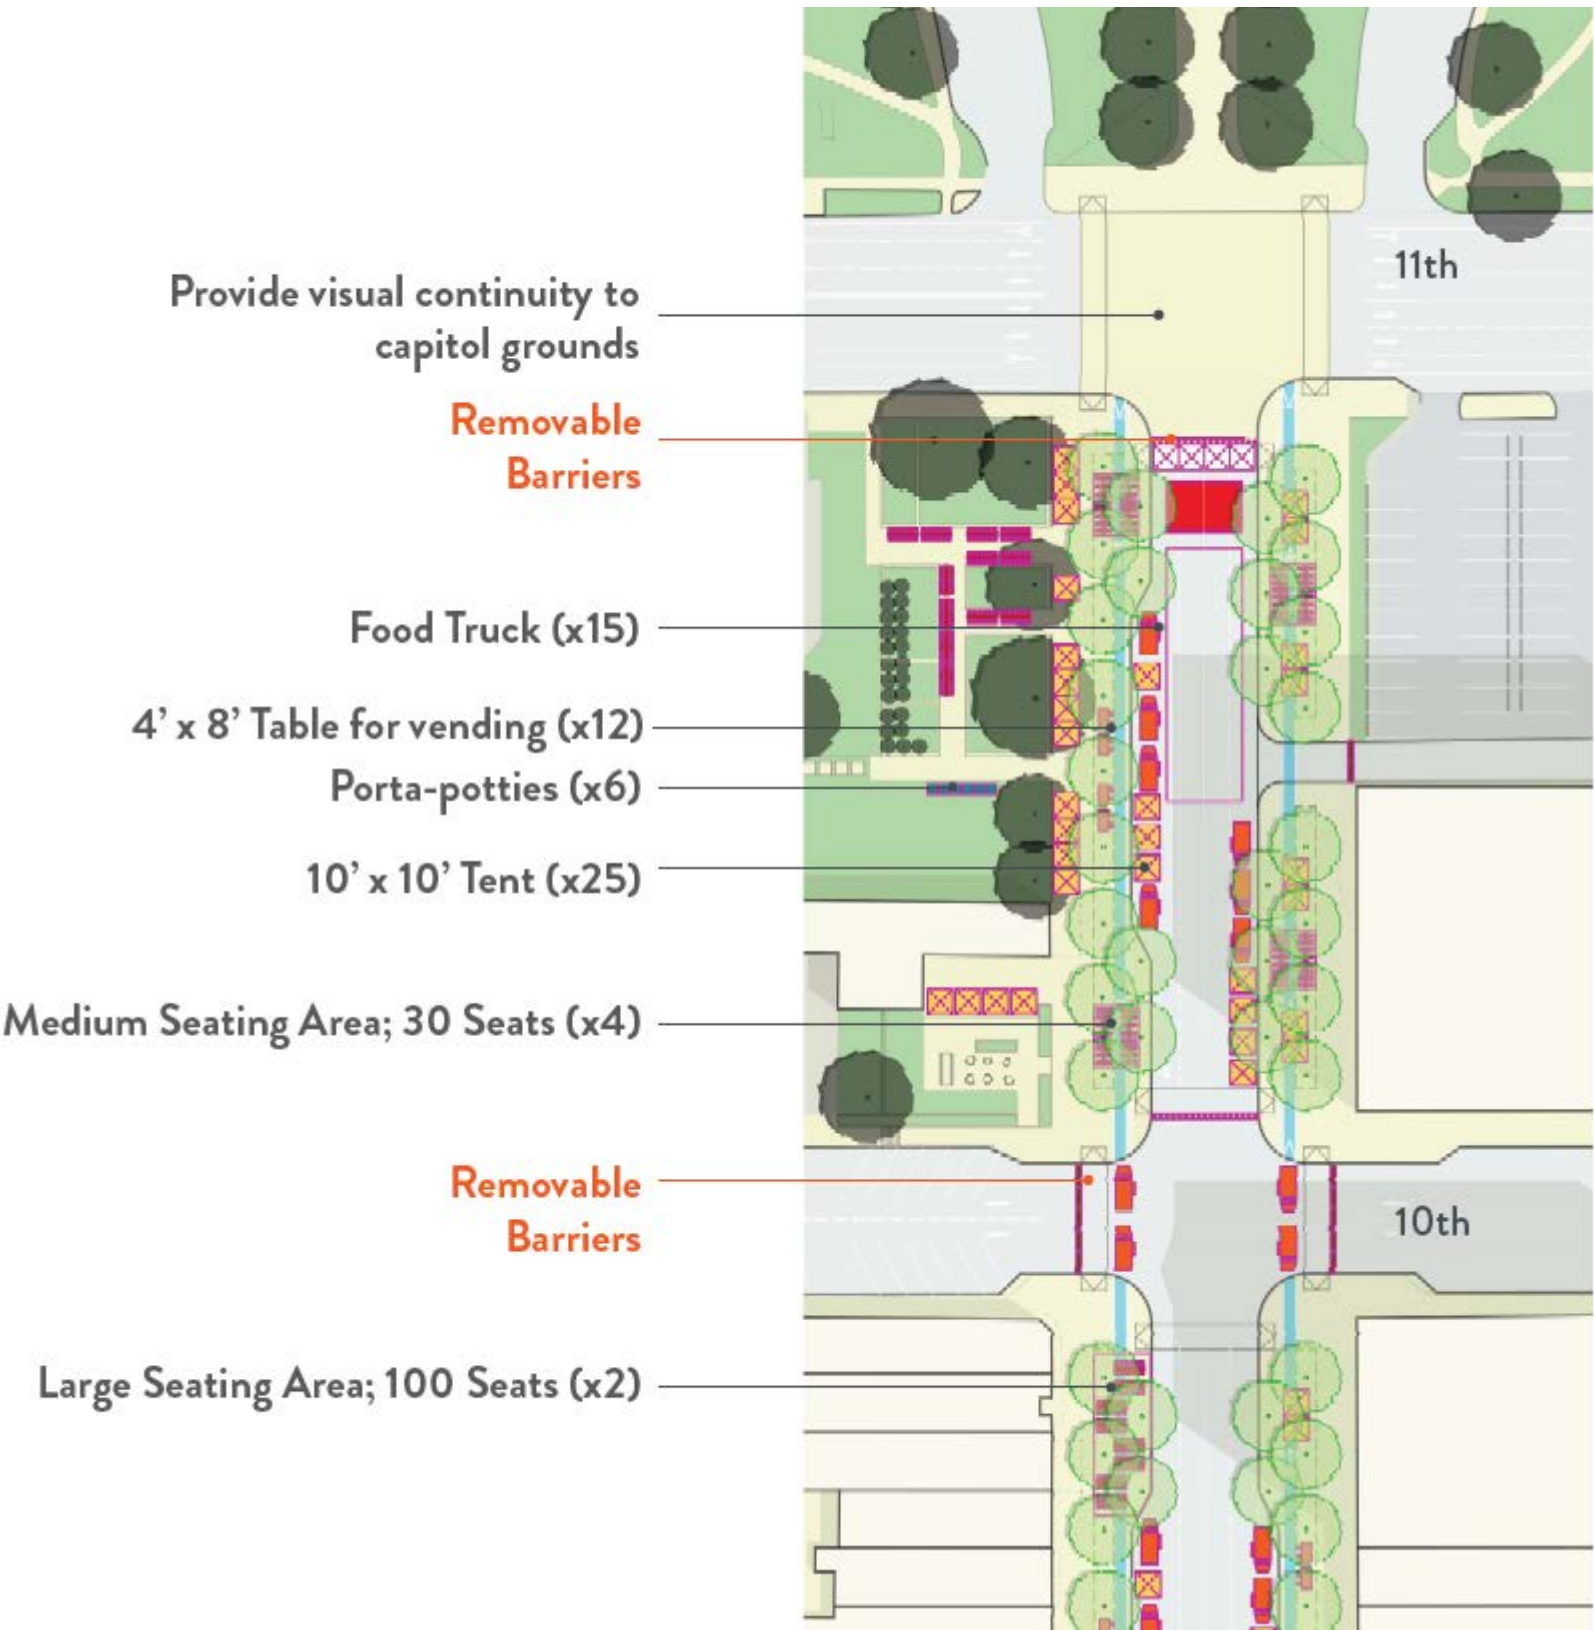 11th
Provide visual continuity to
capitol grounds
Removable
Barriers
Food Truck (x15)
4’ x 8’ Table for vending (x12)
Porta-potties (x6)
10’ x 10’ Tent (x25)
Medium Seating Area; 30 Seats (x4)
Removable
Barriers
10th
Large Seating Area; 100 Seats (x2)